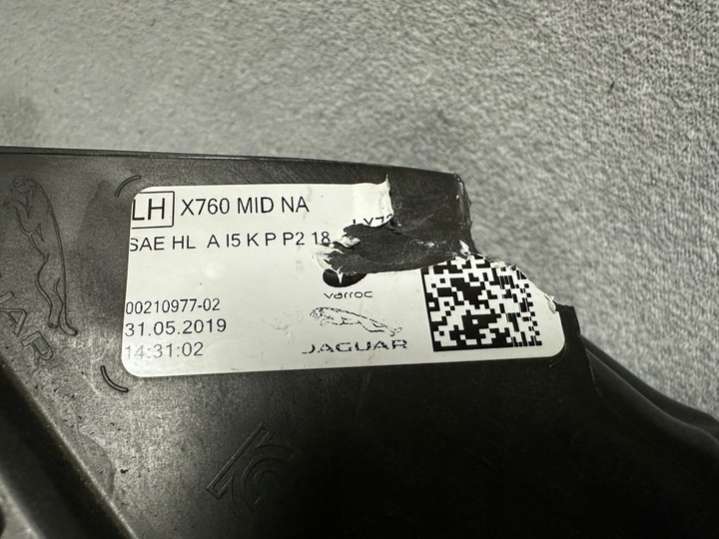 LH X760 MID NA
SAE HL A I5 K P P2 18
varroc
00210977-02
31.05.2019
14:31:02
JAGUAR